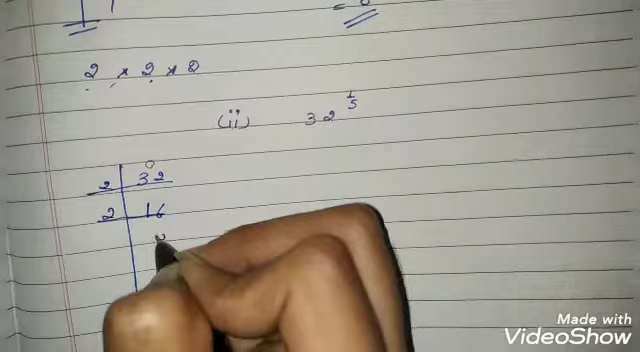 2 × 2 × 2
(ii) 32^1/5
2 | 32
2 | 16
Made with
VideoShow